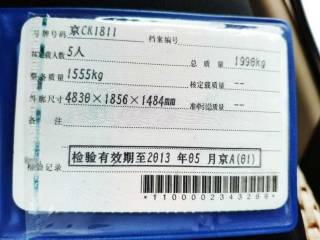 号牌号码 京CK1811 档案编号
核定载人数 5人 总质量 1996kg
整备质量 1555kg 核定载质量 --
外廓尺寸 4830×1856×1484mm 准牵引总质量 --
备注
检验有效期至2013 年05 月京A(01)
检验记录